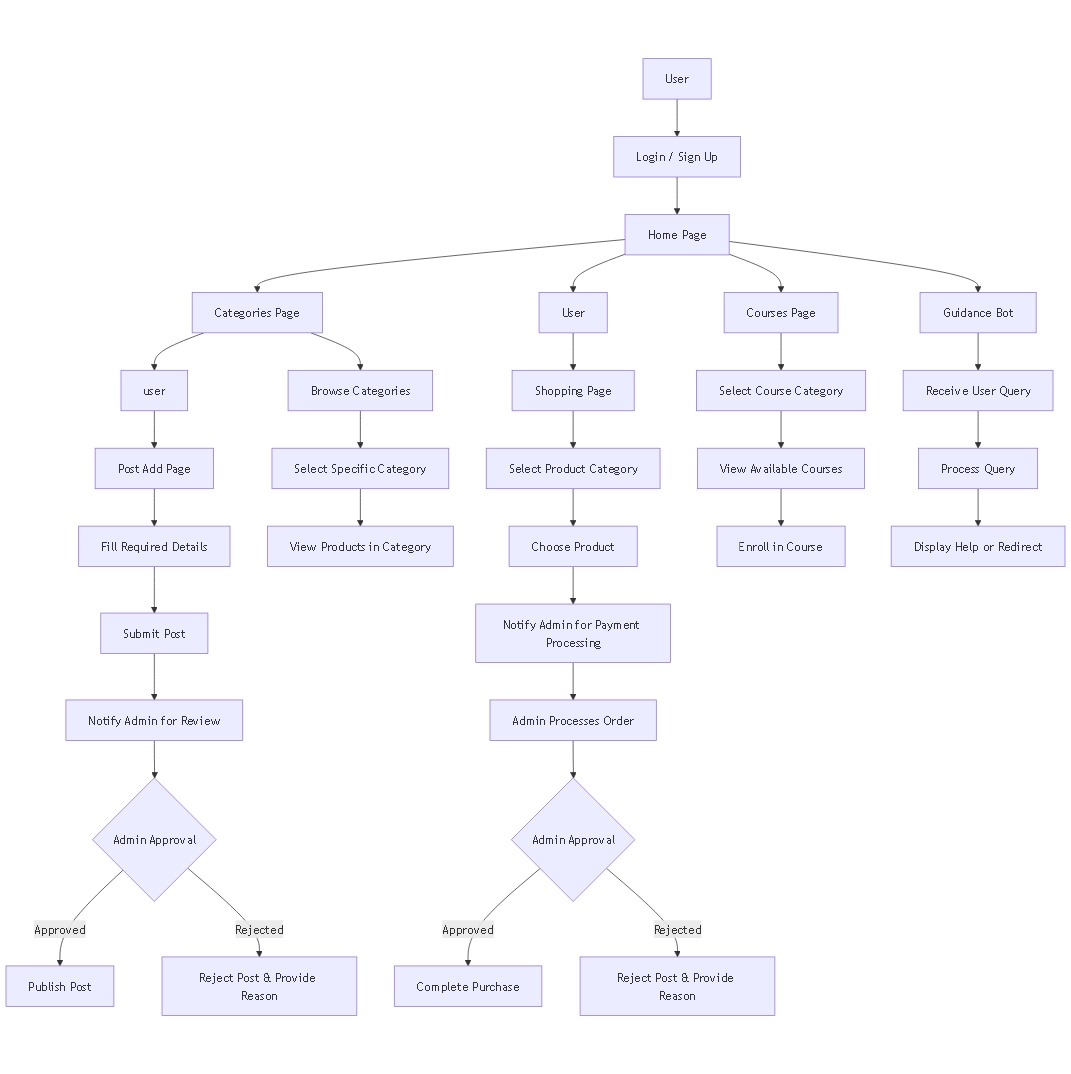 User
Login / Sign Up
Home Page
Categories Page
User
Courses Page
Guidance Bot
user
Browse Categories
Shopping Page
Select Course Category
Receive User Query
Post Add Page
Select Specific Category
Select Product Category
View Available Courses
Process Query
Fill Required Details
View Products in Category
Choose Product
Enroll in Course
Display Help or Redirect
Submit Post
Notify Admin for Payment
Processing
Notify Admin for Review
Admin Processes Order
Admin Approval
Admin Approval
Approved
Rejected
Approved
Rejected
Publish Post
Reject Post & Provide
Reason
Complete Purchase
Reject Post & Provide
Reason